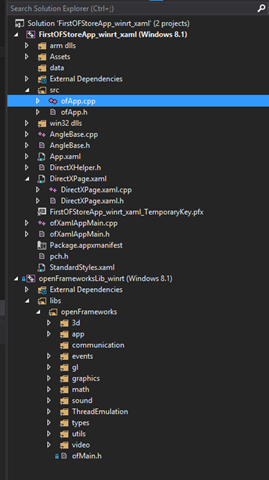 Search Solution Explorer (Ctrl+;)
Solution 'FirstOFStoreApp_winrt_xaml' (2 projects)
FirstOFStoreApp_winrt_xaml (Windows 8.1)
arm dlls
Assets
data
External Dependencies
src
ofApp.cpp
ofApp.h
win32 dlls
AngleBase.cpp
AngleBase.h
App.xaml
DirectXHelper.h
DirectXPage.xaml
DirectXPage.xaml.cpp
DirectXPage.xaml.h
FirstOFStoreApp_winrt_xaml_TemporaryKey.pfx
ofXamlAppMain.cpp
ofXamlAppMain.h
Package.appxmanifest
pch.h
StandardStyles.xaml
openFrameworksLib_winrt (Windows 8.1)
External Dependencies
libs
openFrameworks
3d
app
communication
events
gl
graphics
math
sound
ThreadEmulation
types
utils
video
ofMain.h